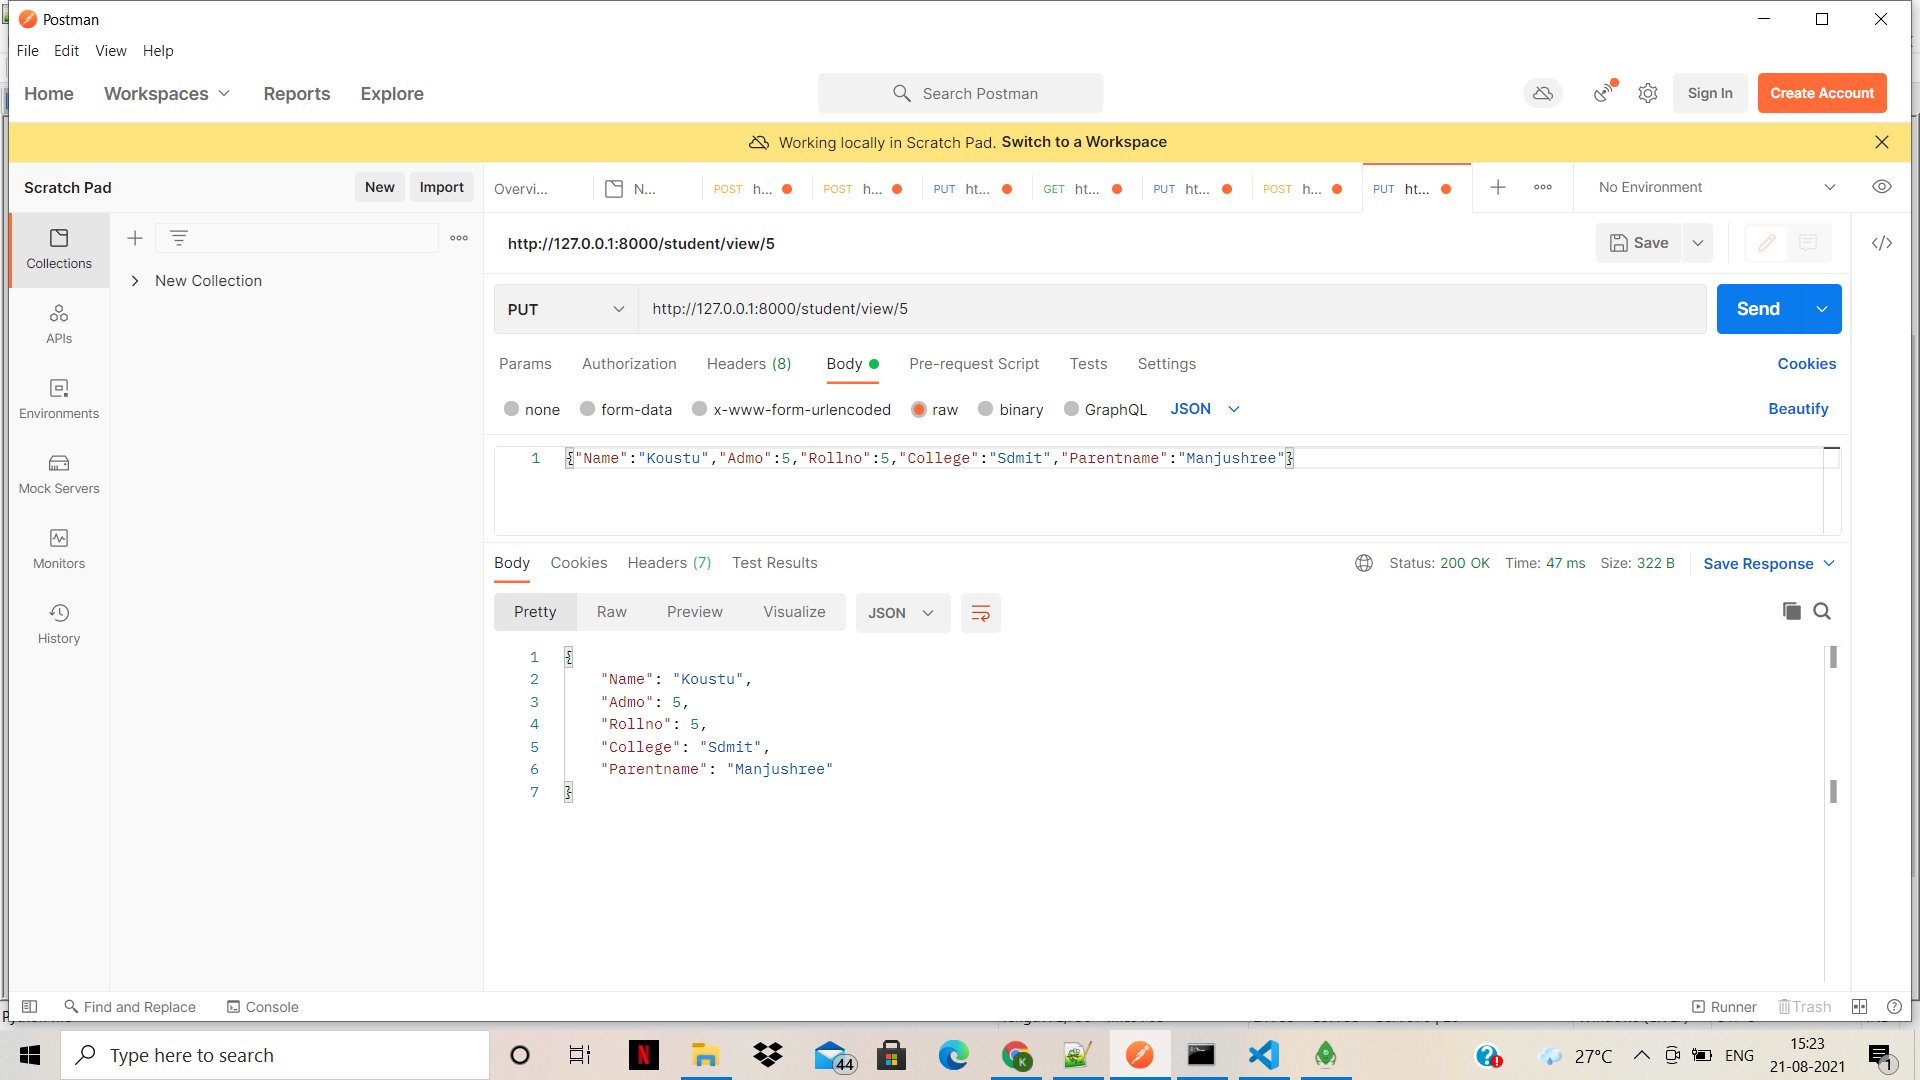 Postman
File Edit View Help
Home Workspaces Reports Explore
Search Postman
Sign In Create Account
Working locally in Scratch Pad. Switch to a Workspace
Scratch Pad New Import
Overvi... N... POST h... POST h... PUT ht... GET ht... PUT ht... POST h... PUT ht...
No Environment
Collections
New Collection
APIs
Environments
Mock Servers
Monitors
History
http://127.0.0.1:8000/student/view/5
Save
PUT http://127.0.0.1:8000/student/view/5 Send
Params Authorization Headers (8) Body Pre-request Script Tests Settings Cookies
none form-data x-www-form-urlencoded raw binary GraphQL JSON Beautify
1 {"Name":"Koustu","Admo":5,"Rollno":5,"College":"Sdmit","Parentname":"Manjushree"}
Body Cookies Headers (7) Test Results Status: 200 OK Time: 47 ms Size: 322 B Save Response
Pretty Raw Preview Visualize JSON
1 {
2 "Name": "Koustu",
3 "Admo": 5,
4 "Rollno": 5,
5 "College": "Sdmit",
6 "Parentname": "Manjushree"
7 }
Find and Replace Console Runner Trash
Type here to search
44
27°C ENG
15:23
21-08-2021
1